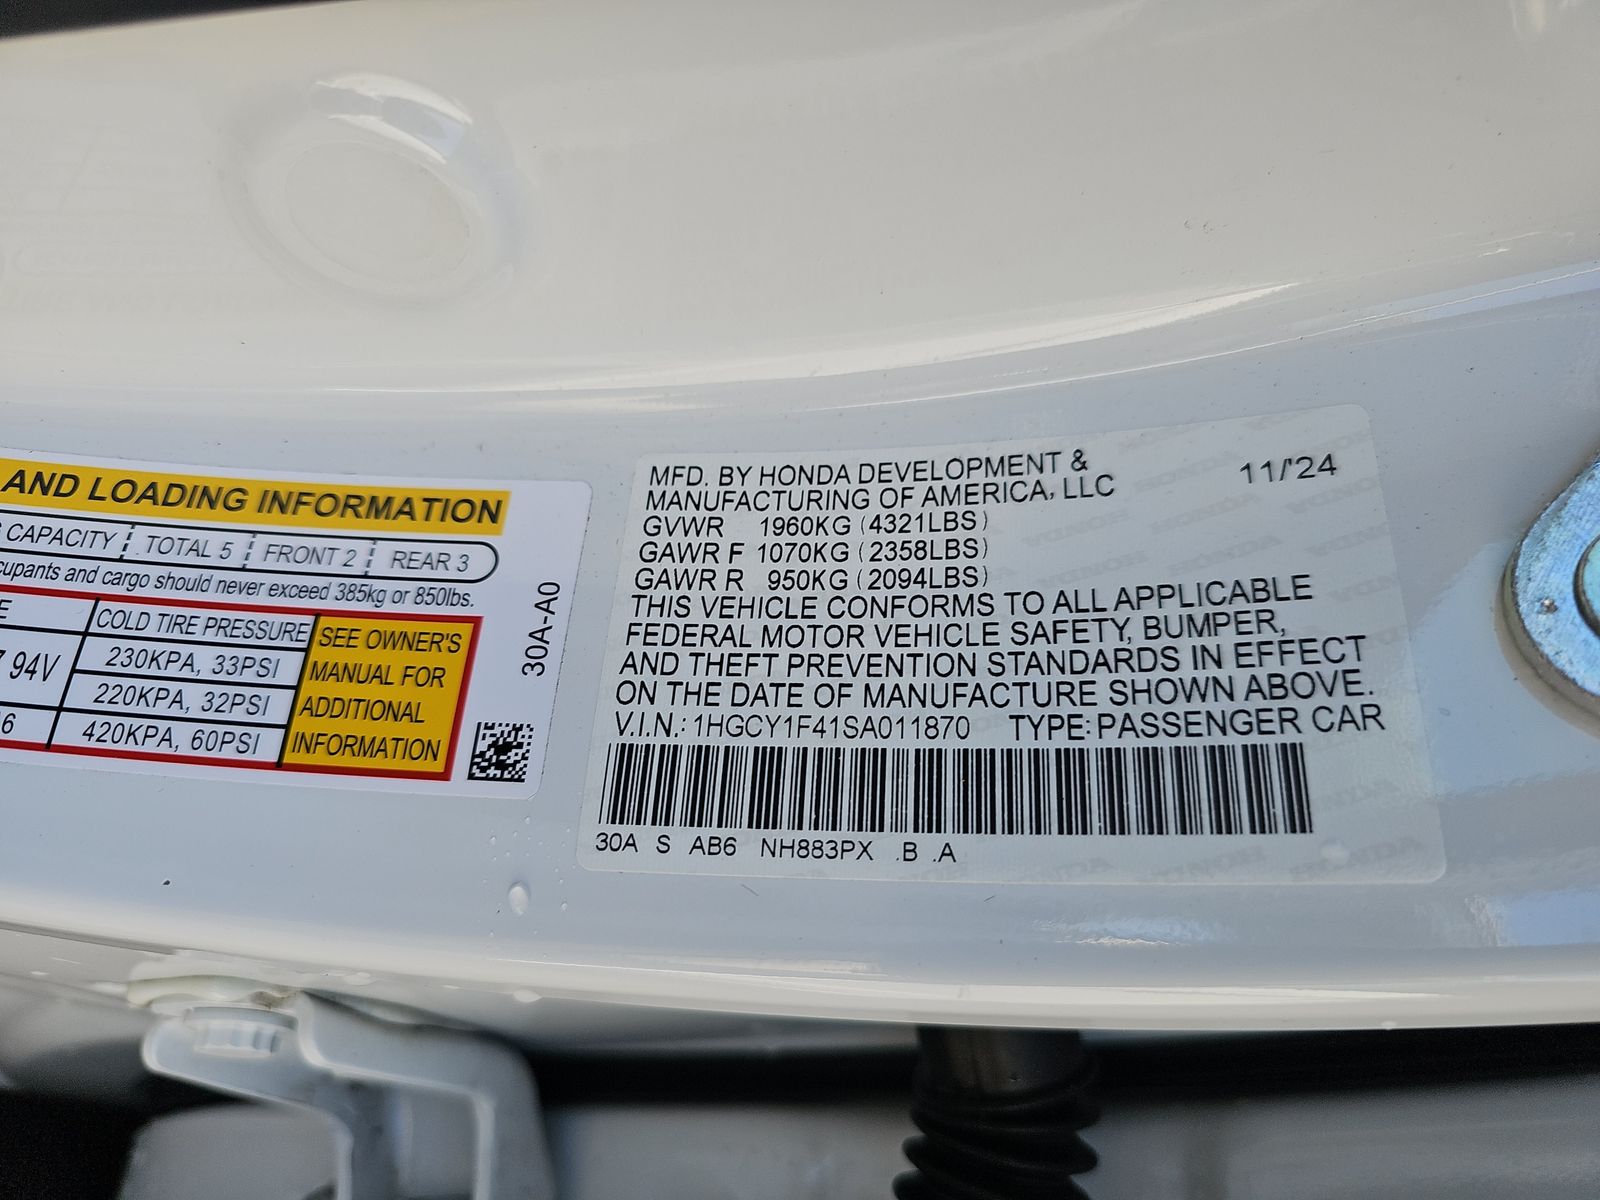 AND LOADING INFORMATION
CAPACITY TOTAL 5 FRONT 2 REAR 3
cupants and cargo should never exceed 385kg or 850lbs.
E COLD TIRE PRESSURE
94V 230KPA, 33PSI
220KPA, 32PSI
6 420KPA, 60PSI
SEE OWNER'S
MANUAL FOR
ADDITIONAL
INFORMATION
30A-A0
MFD. BY HONDA DEVELOPMENT &
MANUFACTURING OF AMERICA, LLC 11/'24
GVWR 1960KG (4321LBS)
GAWR F 1070KG (2358LBS)
GAWR R 950KG (2094LBS)
THIS VEHICLE CONFORMS TO ALL APPLICABLE
FEDERAL MOTOR VEHICLE SAFETY, BUMPER,
AND THEFT PREVENTION STANDARDS IN EFFECT
ON THE DATE OF MANUFACTURE SHOWN ABOVE.
V.I.N.: 1HGCY1F41SA011870 TYPE: PASSENGER CAR
30A S AB6 NH883PX .B .A